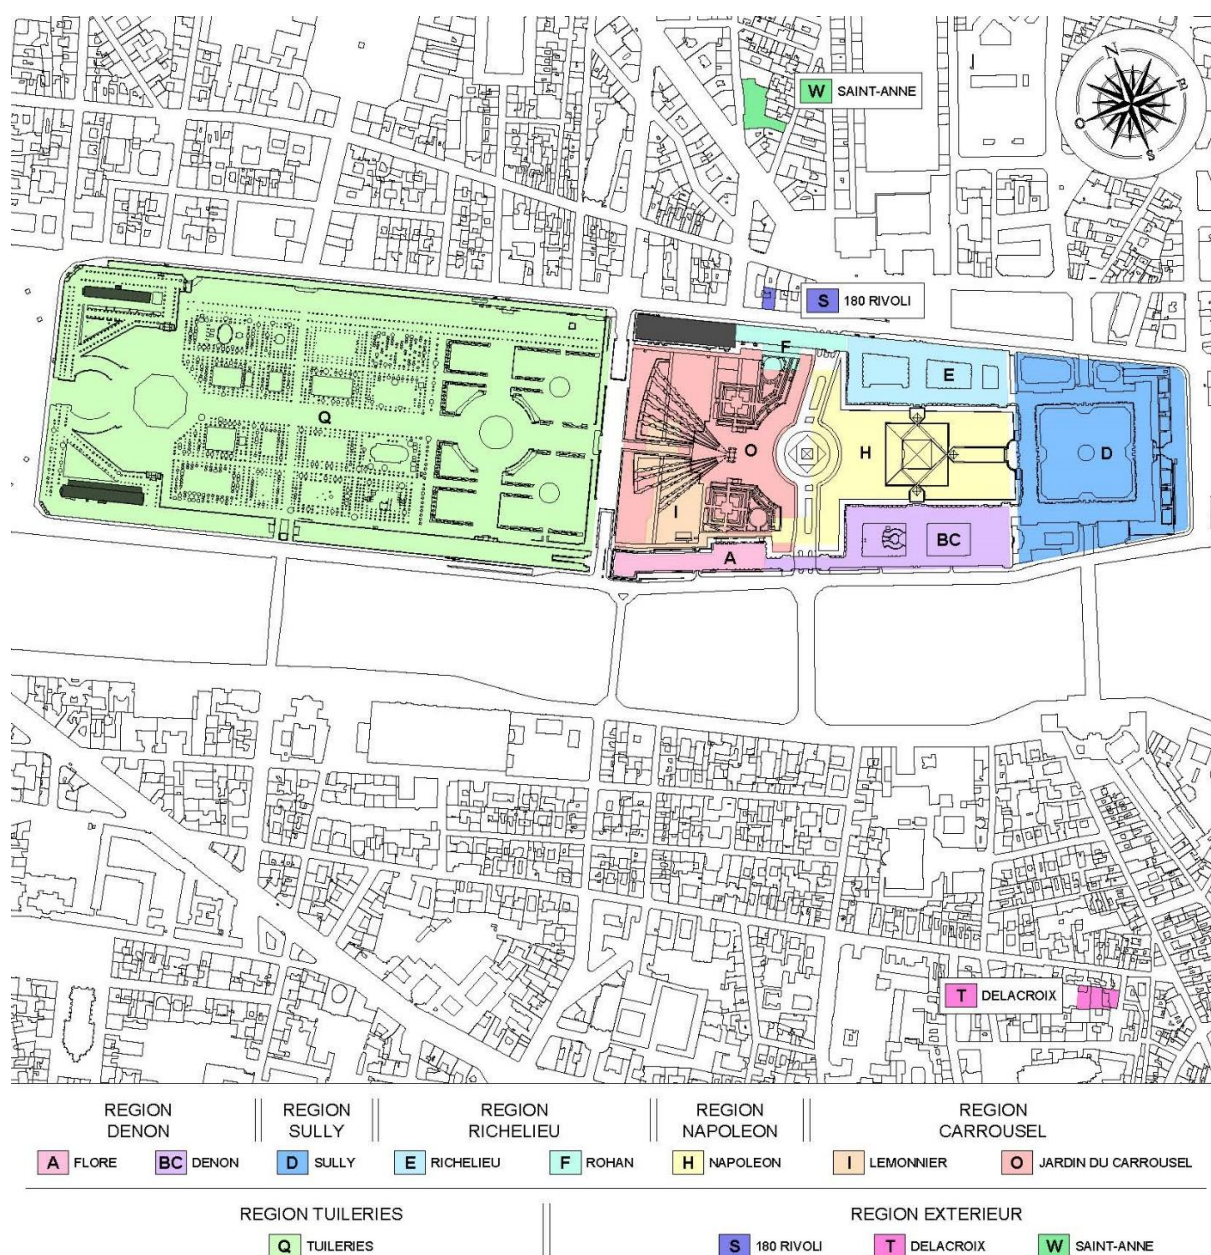 W SAINT-ANNE
N
E
O
S
S 180 RIVOLI
F
E
Q
O
H
D
I
BC
A
T DELACROIX
REGION DENON
REGION SULLY
REGION RICHELIEU
REGION NAPOLEON
REGION CARROUSEL
A FLORE
BC DENON
D SULLY
E RICHELIEU
F ROHAN
H NAPOLEON
I LEMONNIER
O JARDIN DU CARROUSEL
REGION TUILERIES
REGION EXTERIEUR
Q TUILERIES
S 180 RIVOLI
T DELACROIX
W SAINT-ANNE